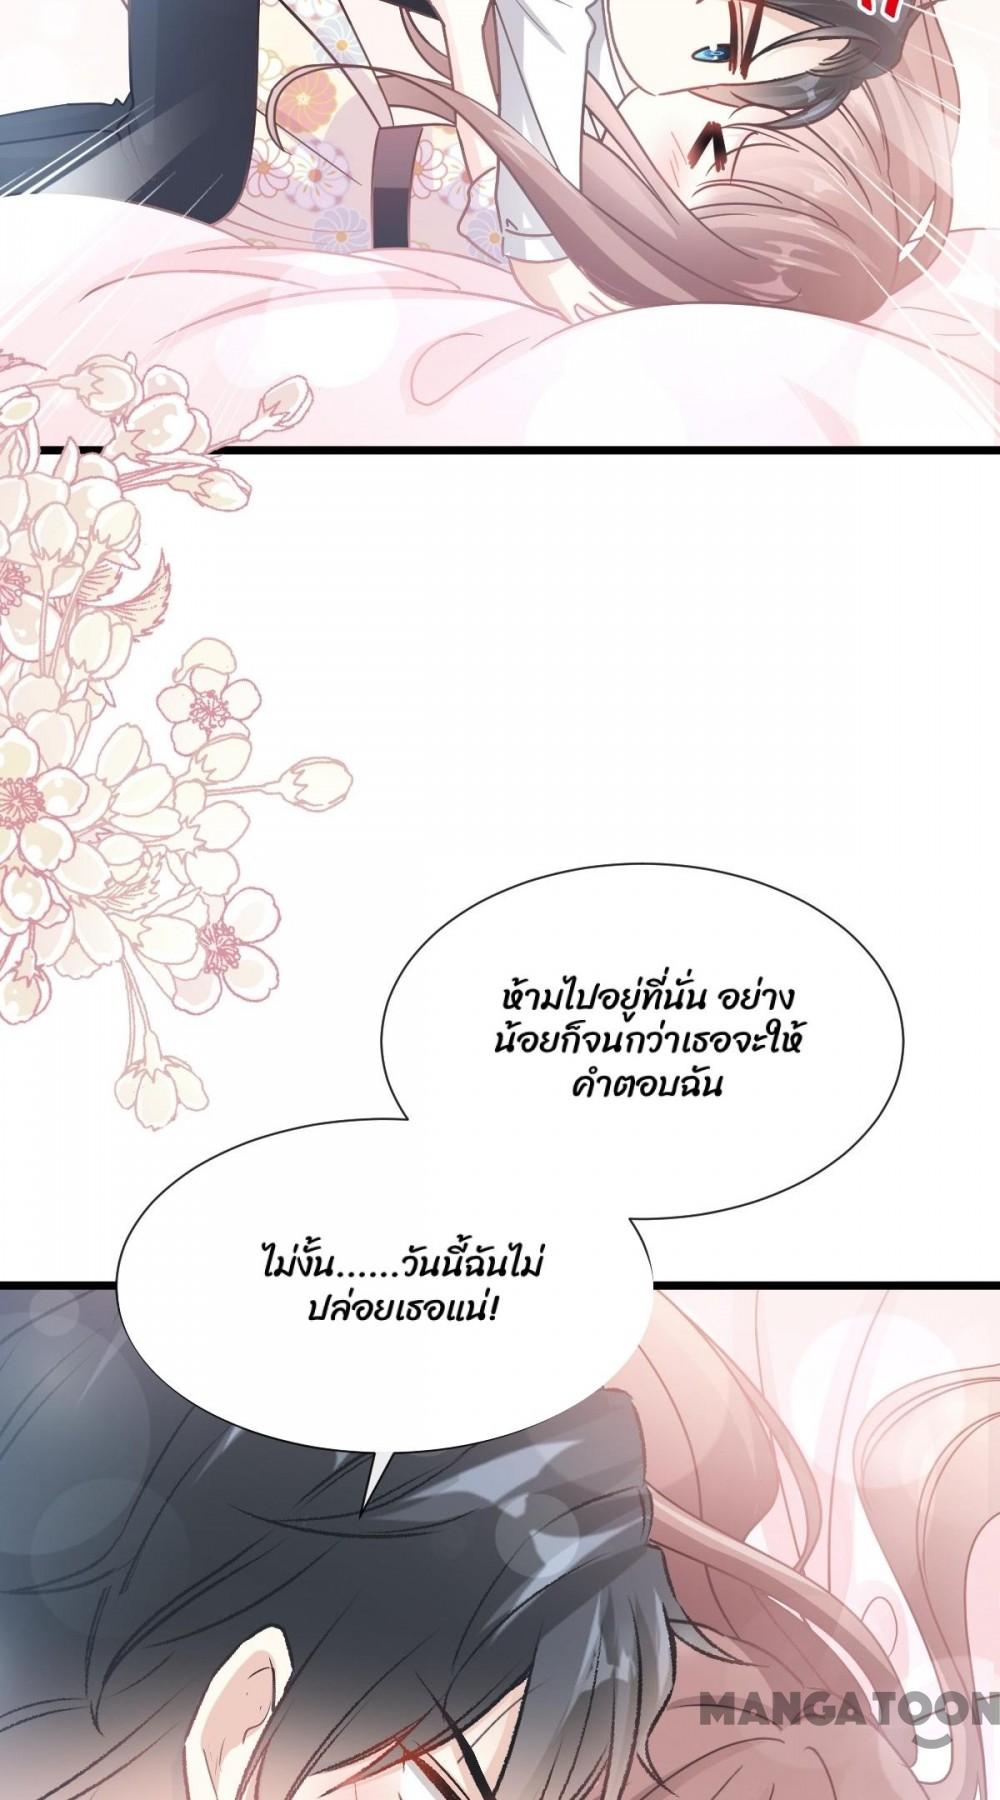 ห้ามไปอยู่ที่นั่น อย่าง
น้อยก็จนกว่าเธอจะให้
คำตอบฉัน
ไม่งั้น......วันนี้ฉันไม่
ปล่อยเธอแน่!
MANGATOON